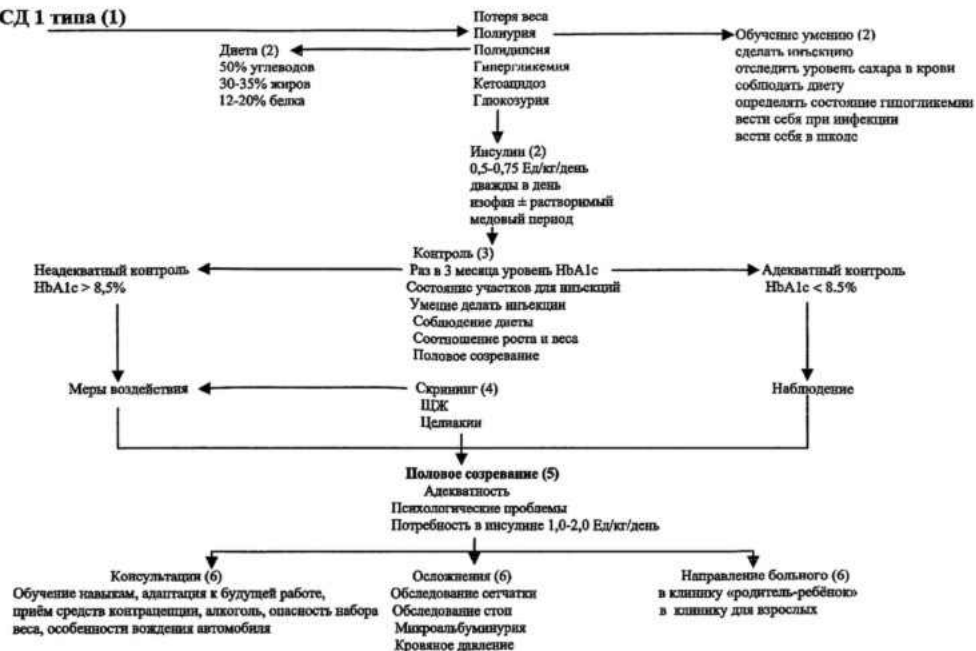 СД 1 типа (1)
Потеря веса
Полиурия
Полидипсия
Гипергликемия
Кетоацидоз
Глюкозурия
Диета (2)
50% углеводов
30-35% жиров
12-20% белка
Обучение умению (2)
сделать инъекцию
отследить уровень сахара в крови
соблюдать диету
определять состояние гипогликемии
вести себя при инфекции
вести себя в школе
Инсулин (2)
0,5-0,75 Ед/кг/день
дважды в день
изофан ± растворимый
медовый период
Контроль (3)
Раз в 3 месяца уровень HbA1c
Состояние участков для инъекций
Умение делать инъекции
Соблюдение диеты
Соотношение роста и веса
Половое созревание
Неадекватный контроль
HbA1c > 8,5%
Адекватный контроль
HbA1c < 8.5%
Меры воздействия
Скрининг (4)
ЩЖ
Целиакии
Наблюдение
Половое созревание (5)
Адекватность
Психологические проблемы
Потребность в инсулине 1,0-2,0 Ед/кг/день
Консультации (6)
Обучение навыкам, адаптация к будущей работе,
приём средств контрацепции, алкоголь, опасность набора
веса, особенности вождения автомобиля
Осложнения (6)
Обследование сетчатки
Обследование стоп
Микроальбуминурия
Кровяное давление
Направление больного (6)
в клинику «родитель-ребёнок»
в клинику для взрослых